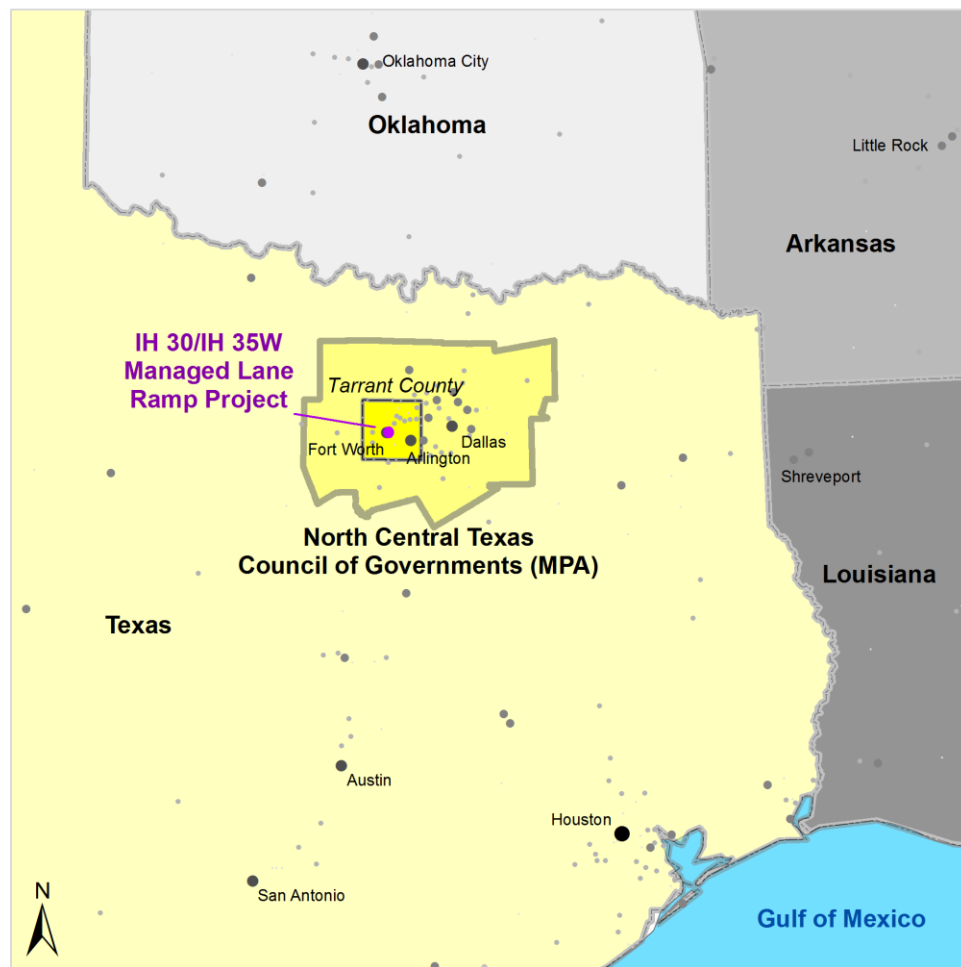 Oklahoma City
Oklahoma
Little Rock
Arkansas
IH 30/IH 35W
Managed Lane
Ramp Project
Tarrant County
Fort Worth
Arlington
Dallas
Shreveport
North Central Texas
Council of Governments (MPA)
Louisiana
Texas
Austin
Houston
San Antonio
N
Gulf of Mexico